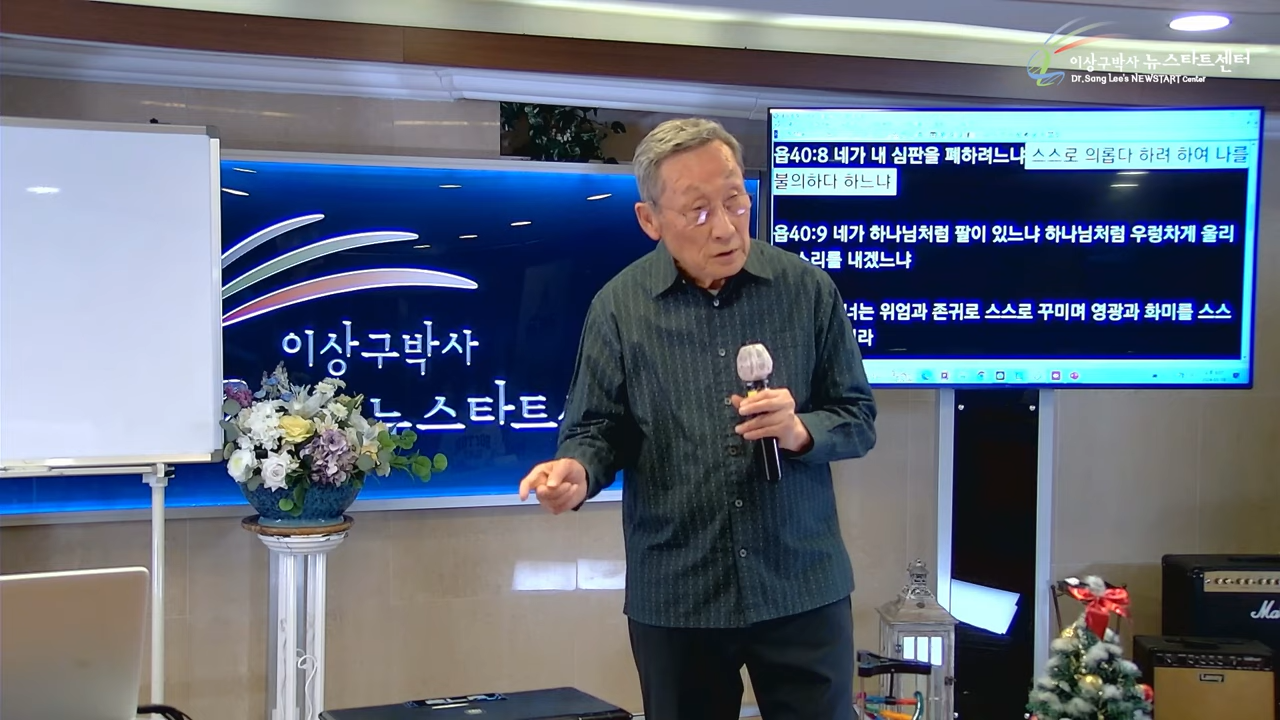 이상구박사 뉴스타트센터
Dr.Sang Lee's NEWSTART Center
욥40:8 네가 내 심판을 폐하려느냐 스스로 의롭다 하려 하여 나를
불의하다 하느냐
욥40:9 네가 하나님처럼 팔이 있느냐 하나님처럼 우렁차게 울리
소리를 내겠느냐
너는 위엄과 존귀로 스스로 꾸미며 영광과 화미를 스스
이상구박사
뉴스타트
Laney